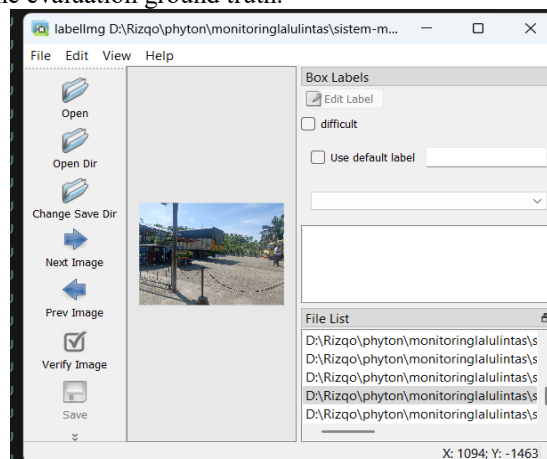 e evaluation ground truth.
labelImg D:\Rizqo\phyton\monitoringlalulintas\sistem-m...
File Edit View Help
Open
Open Dir
Change Save Dir
Next Image
Prev Image
Verify Image
Save
Box Labels
Edit Label
difficult
Use default label
File List
D:\Rizqo\phyton\monitoringlalulintas\s
D:\Rizqo\phyton\monitoringlalulintas\s
D:\Rizqo\phyton\monitoringlalulintas\s
D:\Rizqo\phyton\monitoringlalulintas\s
D:\Rizqo\phyton\monitoringlalulintas\s
X: 1094; Y: -1463